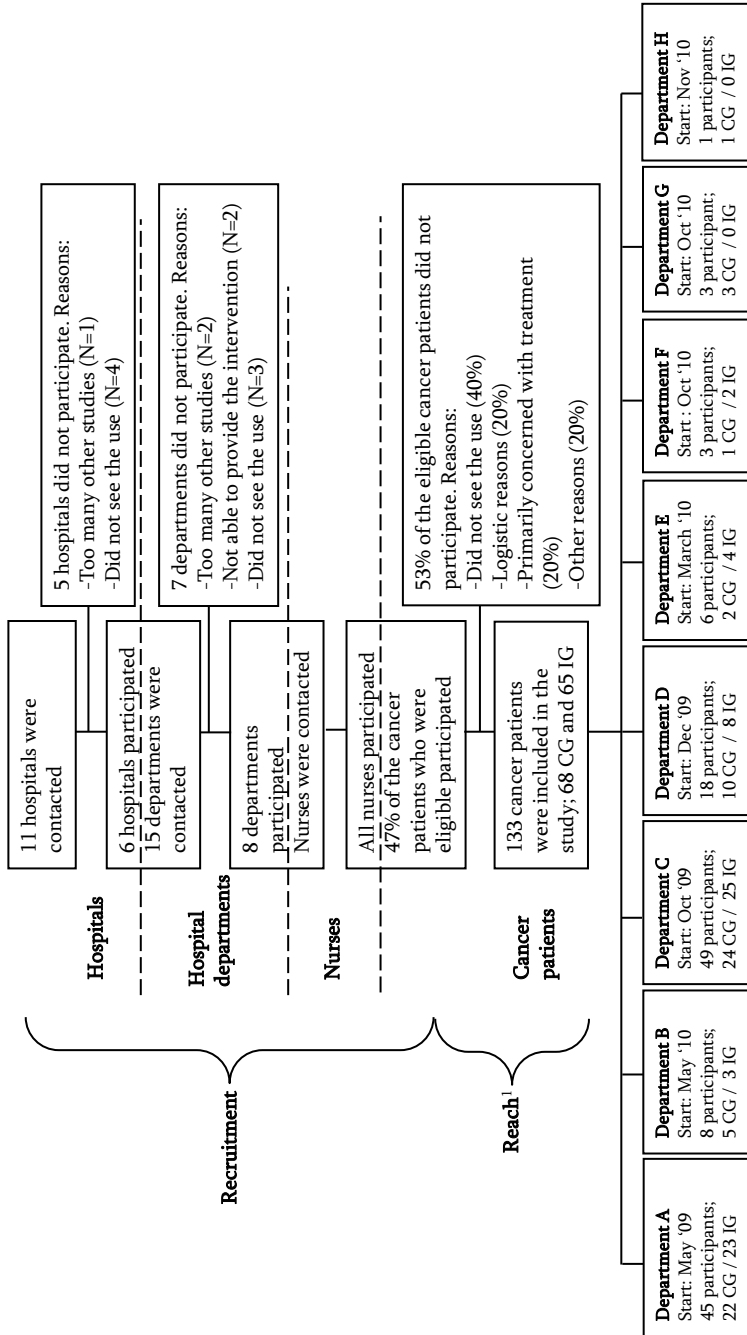 Recruitment
Reach1
Hospitals
Hospital
departments
Nurses
Cancer
patients
11 hospitals were
contacted
5 hospitals did not participate. Reasons:
-Too many other studies (N=1)
-Did not see the use (N=4)
6 hospitals participated
15 departments were
contacted
7 departments did not participate. Reasons:
-Too many other studies (N=2)
-Not able to provide the intervention (N=2)
-Did not see the use (N=3)
8 departments
participated
Nurses were contacted
All nurses participated
47% of the cancer
patients who were
eligible participated
53% of the eligible cancer patients did not
participate. Reasons:
-Did not see the use (40%)
-Logistic reasons (20%)
-Primarily concerned with treatment
(20%)
-Other reasons (20%)
133 cancer patients
were included in the
study; 68 CG and 65 IG
Department A
Start: May ‘09
45 participants;
22 CG / 23 IG
Department B
Start: May ‘10
8 participants;
5 CG / 3 IG
Department C
Start: Oct ‘09
49 participants;
24 CG / 25 IG
Department D
Start: Dec ‘09
18 participants;
10 CG / 8 IG
Department E
Start: March ‘10
6 participants;
2 CG / 4 IG
Department F
Start : Oct ‘10
3 participants;
1 CG / 2 IG
Department G
Start: Oct ‘10
3 participant;
3 CG / 0 IG
Department H
Start: Nov ‘10
1 participants;
1 CG / 0 IG